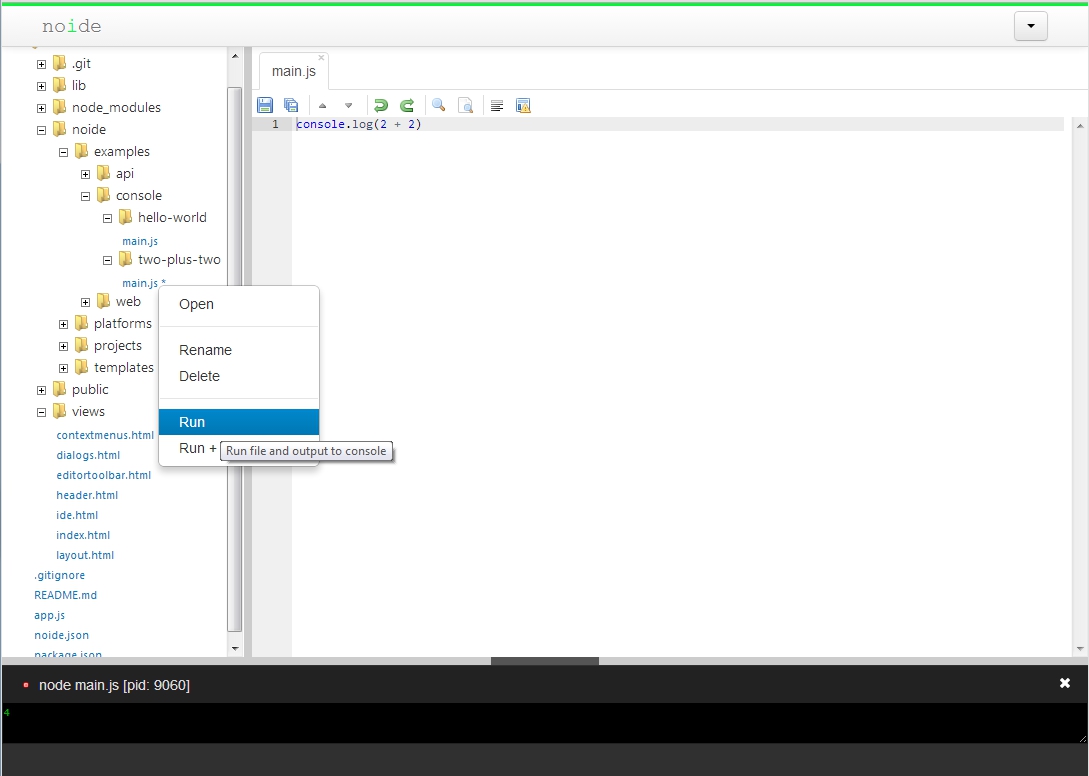 noide
.git
lib
node_modules
noide
examples
api
console
hello-world
main.js
two-plus-two
main.js *
web
platforms
projects
templates
public
views
contextmenus.html
dialogs.html
editortoolbar.html
header.html
ide.html
index.html
layout.html
.gitignore
README.md
app.js
noide.json
package.json
Open
Rename
Delete
Run
Run +
Run file and output to console
main.js
1 console.log(2 + 2)
node main.js [pid: 9060]
4